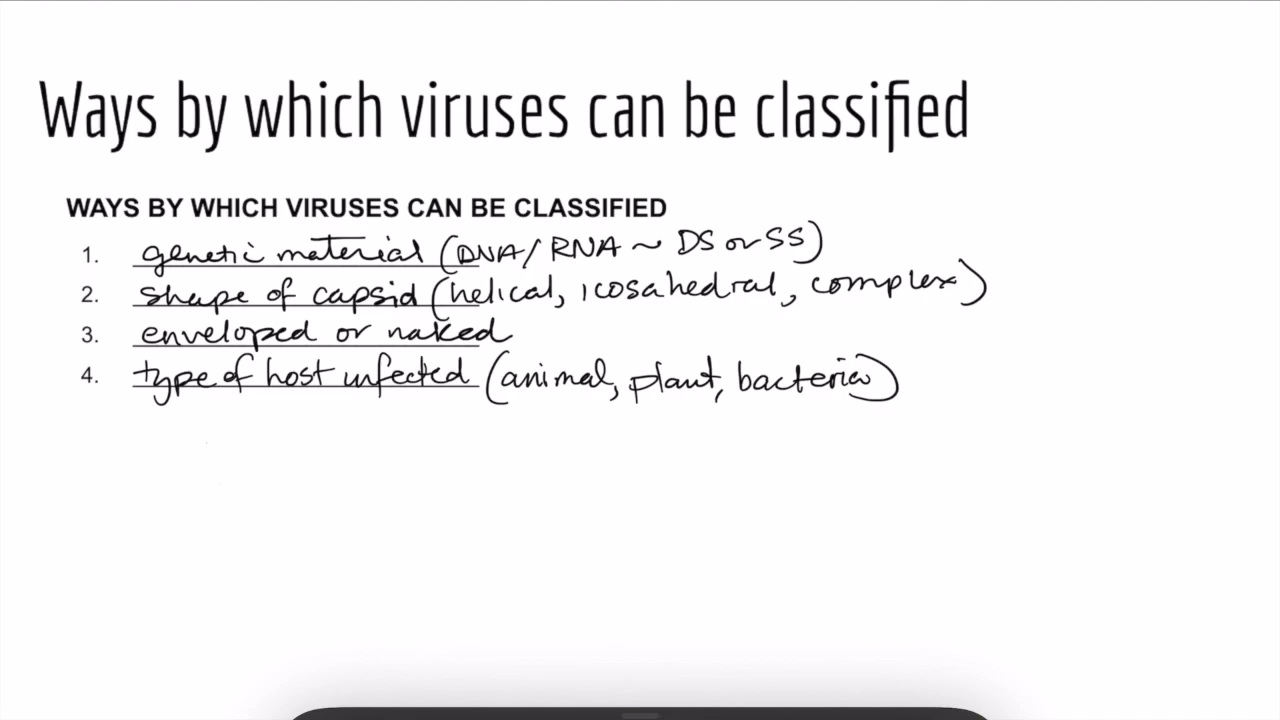 Ways by which viruses can be classified
WAYS BY WHICH VIRUSES CAN BE CLASSIFIED
1. genetic material (DNA/RNA ~ DS or SS)
2. shape of capsid (helical, icosahedral, complex)
3. enveloped or naked
4. type of host infected (animal, plant, bacteria)